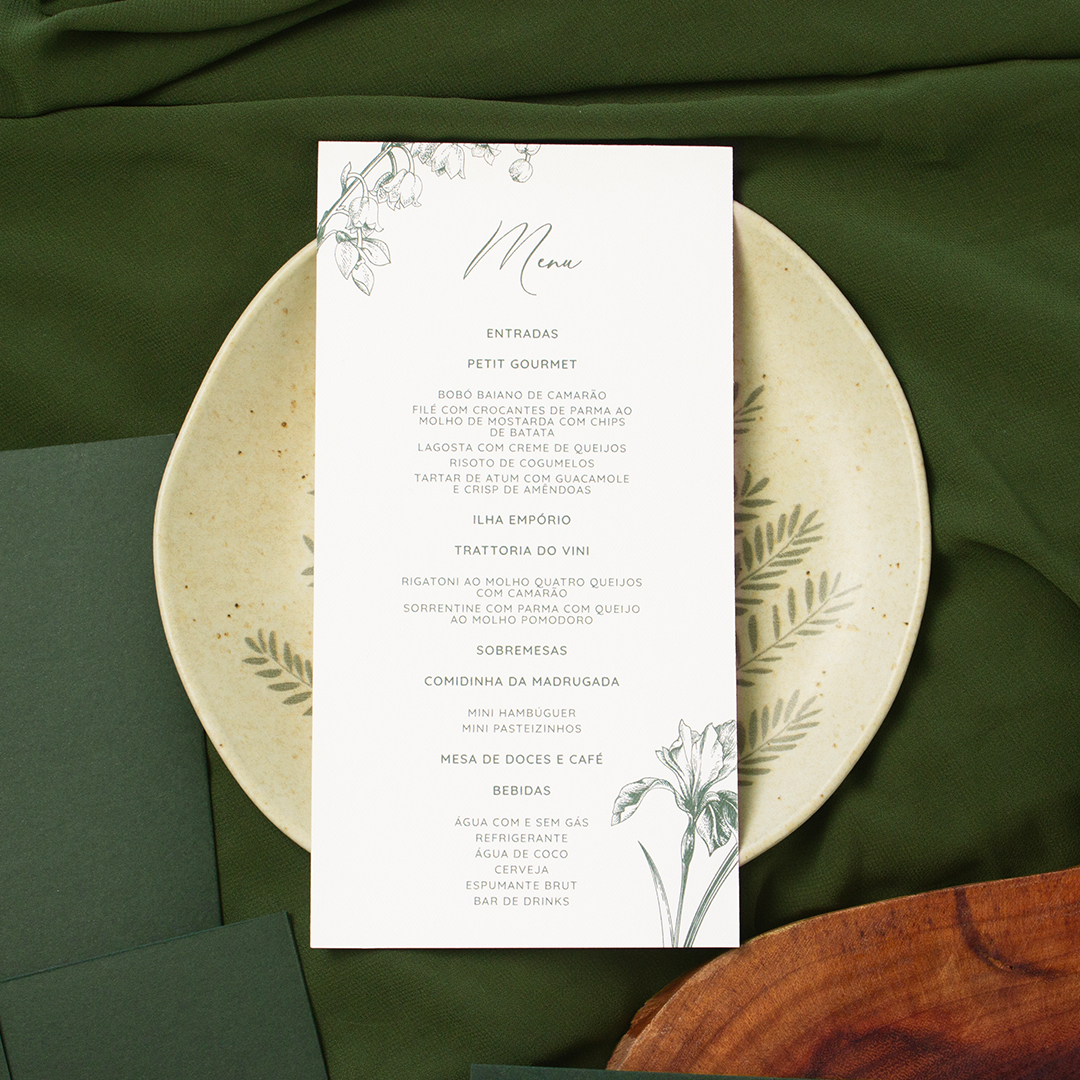 Menu
ENTRADAS
PETIT GOURMET
BOBÓ BAIANO DE CAMARÃO
FILÉ COM CROCANTES DE PARMA AO
MOLHO DE MOSTARDA COM CHIPS
DE BATATA
LAGOSTA COM CREME DE QUEIJOS
RISOTO DE COGUMELOS
TARTAR DE ATUM COM GUACAMOLE
E CRISP DE AMÊNDOAS
ILHA EMPÓRIO
TRATTORIA DO VINI
RIGATONI AO MOLHO QUATRO QUEIJOS
COM CAMARÃO
SORRENTINE COM PARMA COM QUEIJO
AO MOLHO POMODORO
SOBREMESAS
COMIDINHA DA MADRUGADA
MINI HAMBÚGUER
MINI PASTEIZINHOS
MESA DE DOCES E CAFÉ
BEBIDAS
ÁGUA COM E SEM GÁS
REFRIGERANTE
ÁGUA DE COCO
CERVEJA
ESPUMANTE BRUT
BAR DE DRINKS